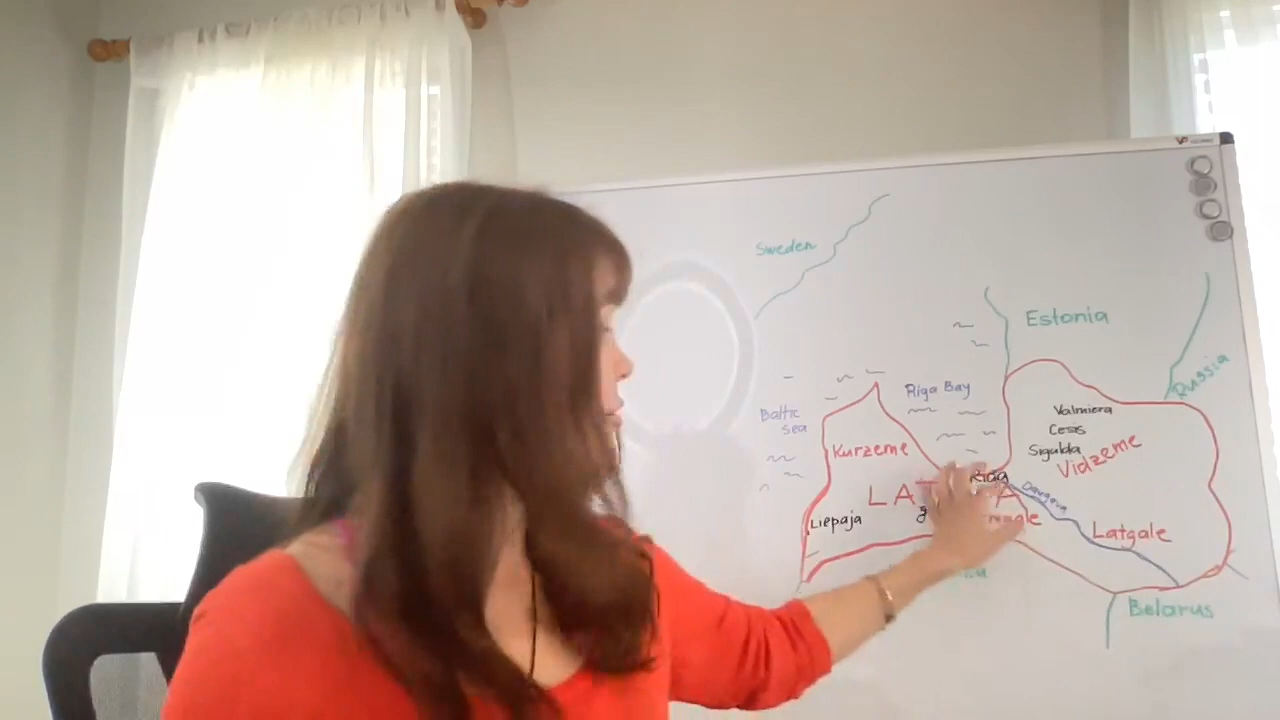 Sweden
Estonia
Russia
Baltic
sea
Riga Bay
Valmiera
Cesis
Sigulda
Vidzeme
Kurzeme
Riga
Daugava
Liepaja
Latgale
Belarus